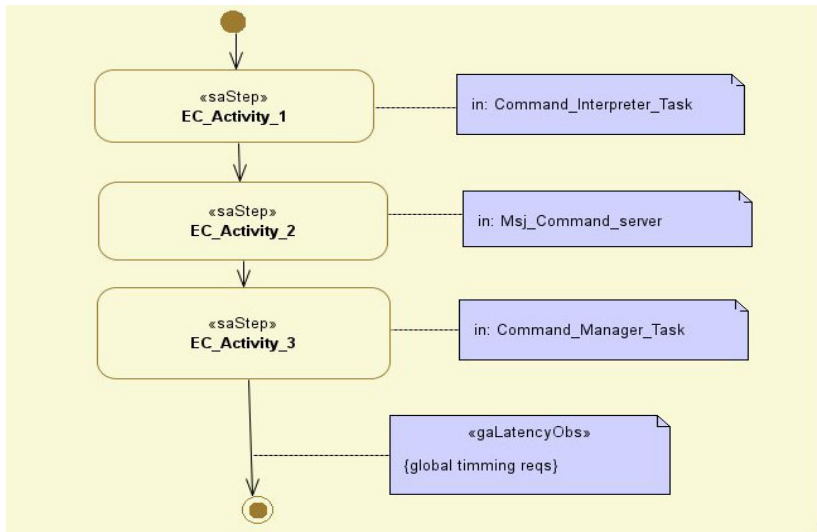 «saStep»
EC_Activity_1
in: Command_Interpreter_Task
«saStep»
EC_Activity_2
in: Msj_Command_server
«saStep»
EC_Activity_3
in: Command_Manager_Task
«gaLatencyObs»
{global timming reqs}